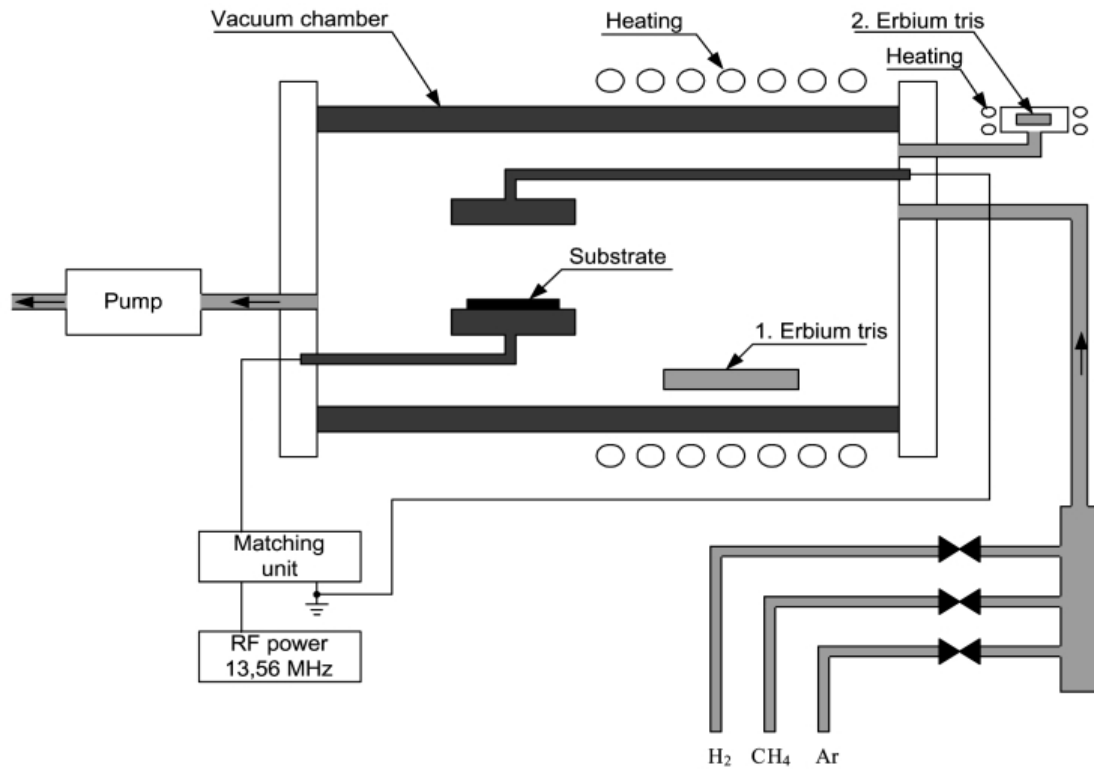 Vacuum chamber
Heating
2. Erbium tris
Heating
Substrate
Pump
1. Erbium tris
Matching
unit
RF power
13,56 MHz
H₂ CH₄ Ar